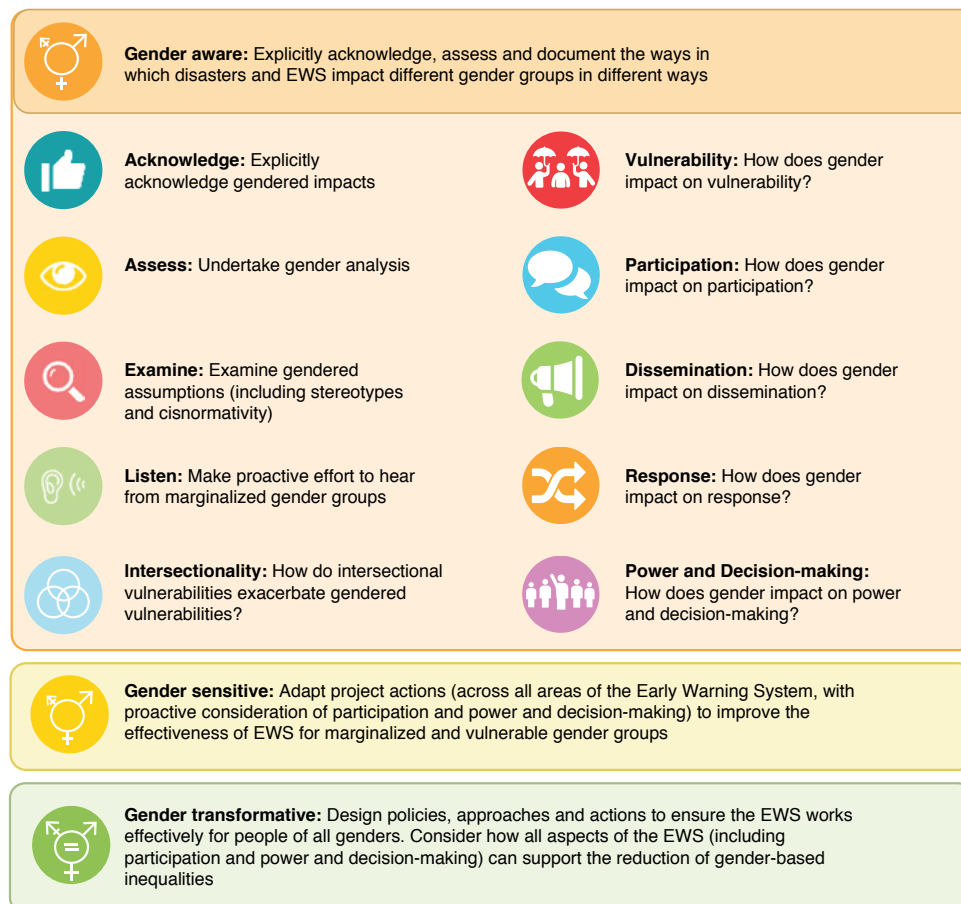 Gender aware: Explicitly acknowledge, assess and document the ways in
which disasters and EWS impact different gender groups in different ways
Acknowledge: Explicitly
acknowledge gendered impacts
Vulnerability: How does gender
impact on vulnerability?
Assess: Undertake gender analysis
Participation: How does gender
impact on participation?
Examine: Examine gendered
assumptions (including stereotypes
and cisnormativity)
Dissemination: How does gender
impact on dissemination?
Listen: Make proactive effort to hear
from marginalized gender groups
Response: How does gender
impact on response?
Intersectionality: How do intersectional
vulnerabilities exacerbate gendered
vulnerabilities?
Power and Decision-making:
How does gender impact on power
and decision-making?
Gender sensitive: Adapt project actions (across all areas of the Early Warning System, with
proactive consideration of participation and power and decision-making) to improve the
effectiveness of EWS for marginalized and vulnerable gender groups
Gender transformative: Design policies, approaches and actions to ensure the EWS works
effectively for people of all genders. Consider how all aspects of the EWS (including
participation and power and decision-making) can support the reduction of gender-based
inequalities